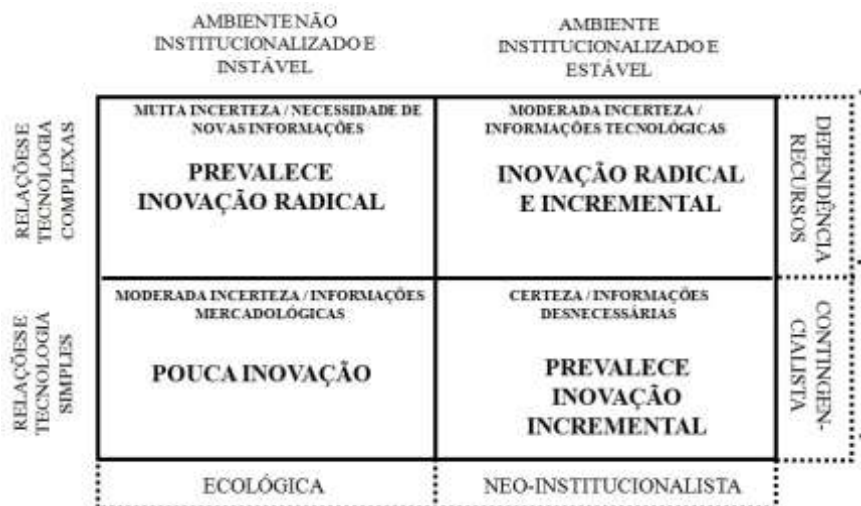 AMBIENTE NÃO
INSTITUCIONALIZADO E
INSTÁVEL
AMBIENTE
INSTITUCIONALIZADO E
ESTÁVEL
RELAÇÕES E
TECNOLOGIA
COMPLEXAS
MUITA INCERTEZA / NECESSIDADE DE
NOVAS INFORMAÇÕES
PREVALECE
INOVAÇÃO RADICAL
MODERADA INCERTEZA /
INFORMAÇÕES TECNOLÓGICAS
INOVAÇÃO RADICAL
E INCREMENTAL
DEPENDÊNCIA
RECURSOS
RELAÇÕES E
TECNOLOGIA
SIMPLES
MODERADA INCERTEZA / INFORMAÇÕES
MERCADOLÓGICAS
POUCA INOVAÇÃO
CERTEZA / INFORMAÇÕES
DESNECESSÁRIAS
PREVALECE
INOVAÇÃO
INCREMENTAL
CONTINGEN-
CIALISTA
ECOLÓGICA
NEO-INSTITUCIONALISTA